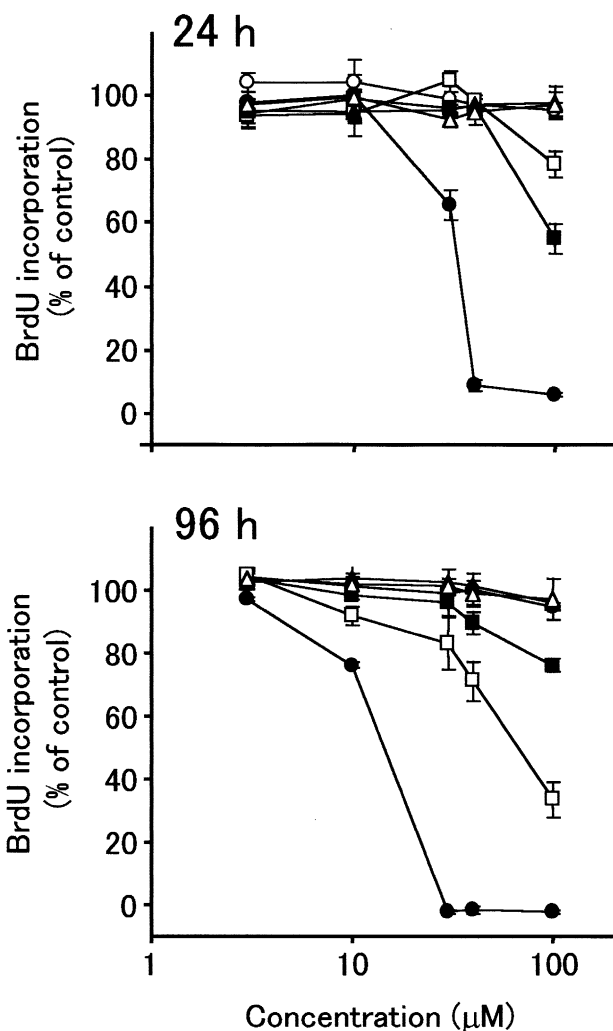 24 h
BrdU incorporation
(% of control)
100
80
60
40
20
0
96 h
BrdU incorporation
(% of control)
100
80
60
40
20
0
1
10
100
Concentration (μM)